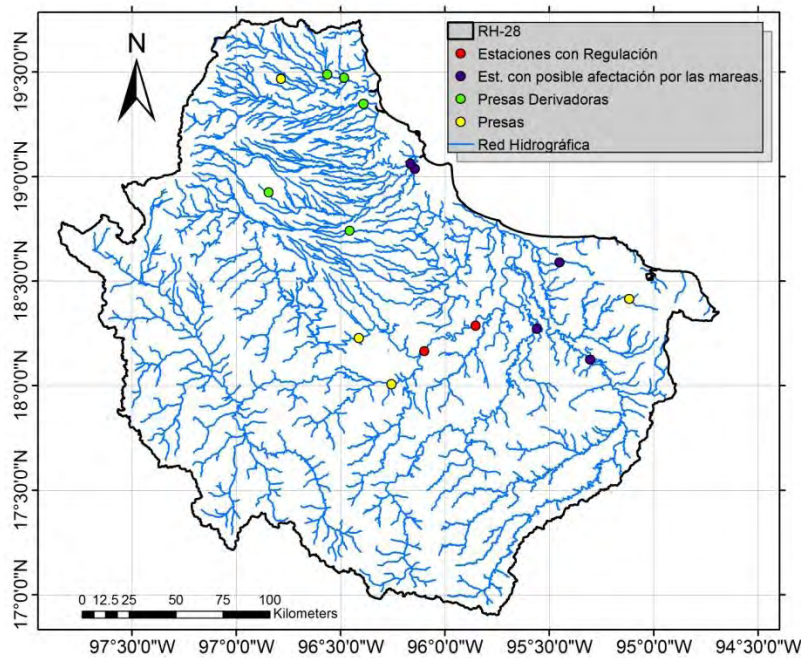 N
RH-28
Estaciones con Regulación
Est. con posible afectación por las mareas.
Presas Derivadoras
Presas
Red Hidrográfica
19°30'0"N
19°0'0"N
18°30'0"N
18°0'0"N
17°30'0"N
17°0'0"N
0 12.5 25 50 75 100
Kilometers
97°30'0"W 97°0'0"W 96°30'0"W 96°0'0"W 95°30'0"W 95°0'0"W 94°30'0"W